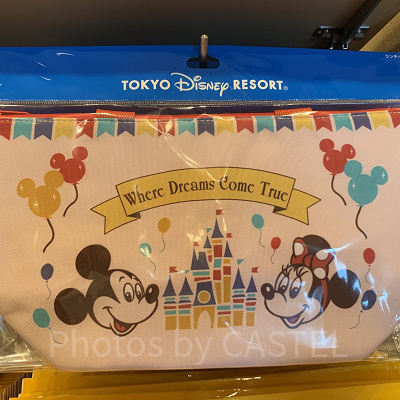 TOKYO Disney RESORT®
Where Dreams Come True
Photos by CASTEL